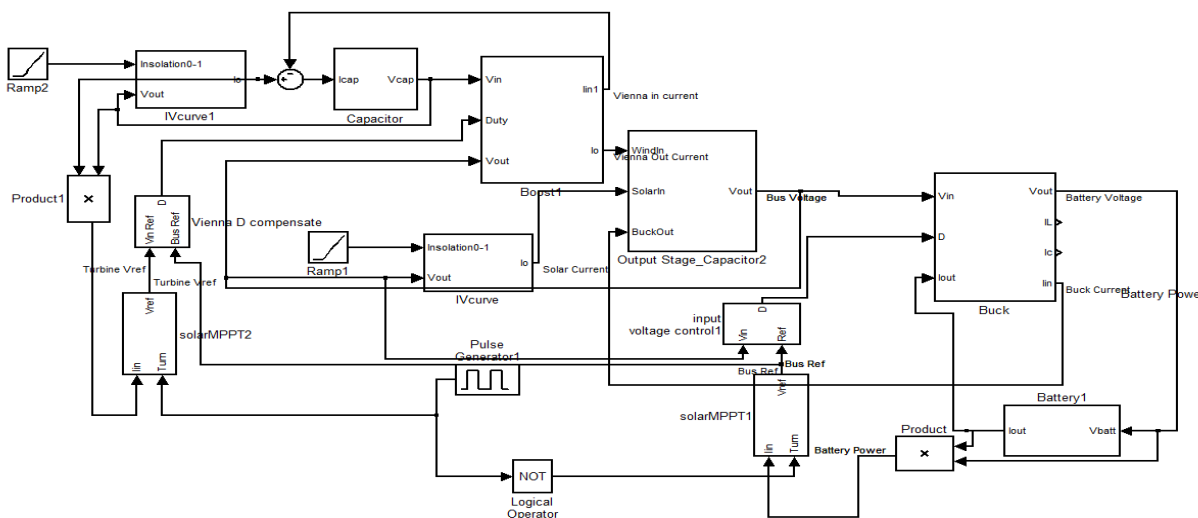 Ramp2
Insolation0-1
Io
Vout
IVcurve1
Icap
Vcap
Capacitor
Vin
Duty
Vout
Iin1
Io
Boost1
Vienna in current
Vienna Out Current
WindIn
SolarIn
BuckOut
Vout
Output Stage_Capacitor2
Bus Voltage
Vin
D
Iout
Vout
IL
Ic
Iin
Buck
Battery Voltage
Buck Current
Battery Powe
Product1
D
Vin Ref
Bus Ref
Vienna D compensate
Turbine Vref
Turbine Vref
Ramp1
Insolation0-1
Io
Vout
IVcurve
Solar Current
Vref
Iin
Turn
solarMPPT2
Pulse
Generator1
input
voltage control1
D
Vin
Ref
Bus Ref
Bus Ref
Vref
Iin
Turn
solarMPPT1
Battery1
Iout
Vbatt
Product
Battery Power
NOT
Logical
Operator